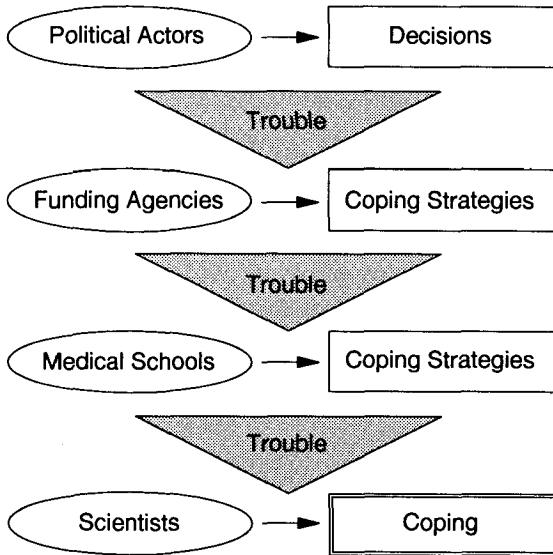 Political Actors
Decisions
Trouble
Funding Agencies
Coping Strategies
Trouble
Medical Schools
Coping Strategies
Trouble
Scientists
Coping